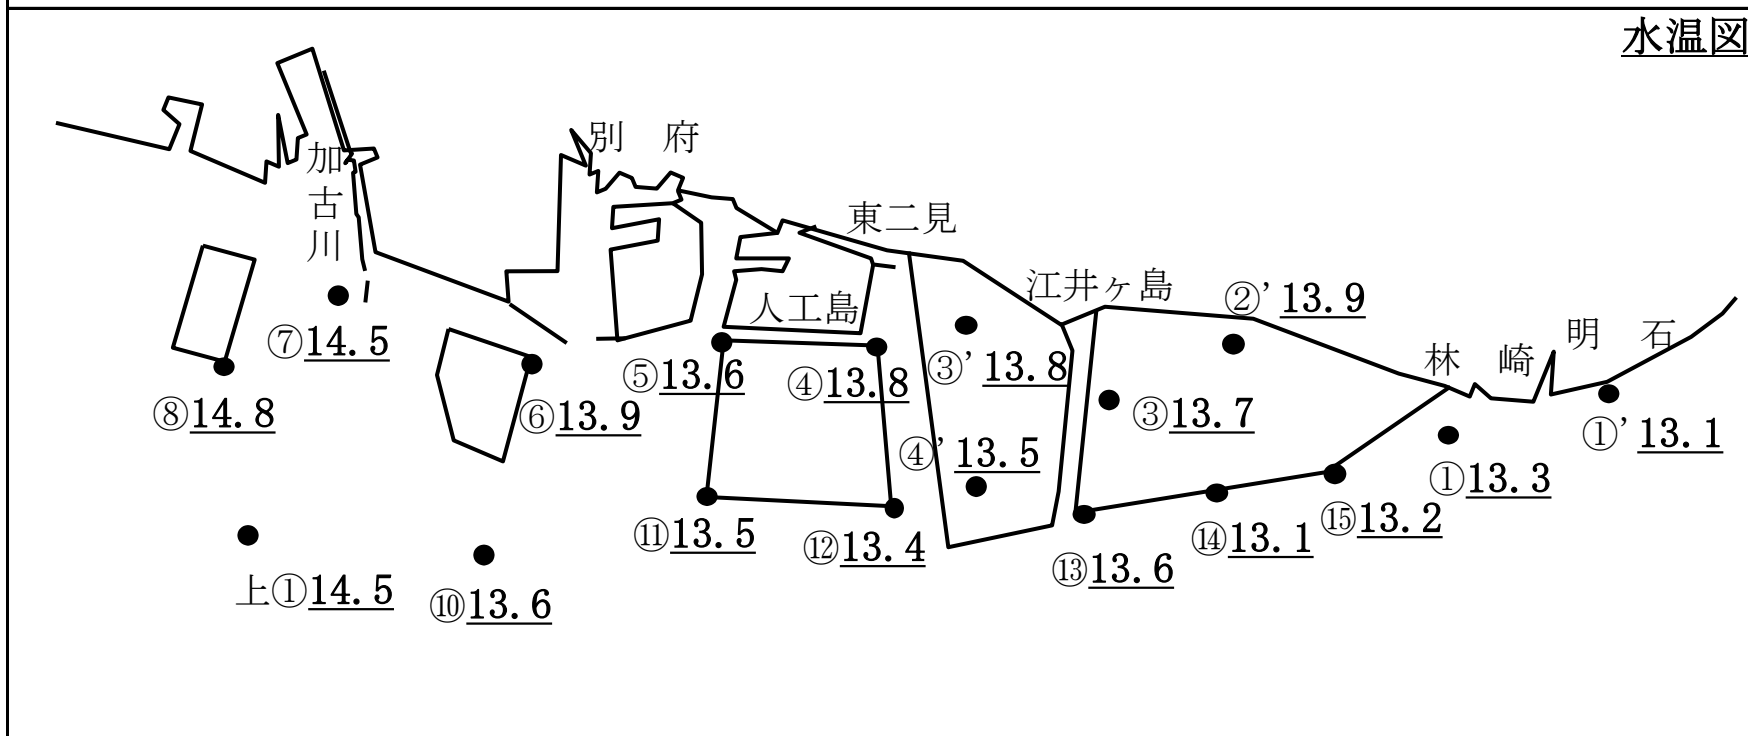 水温図
別 府
加古川
東二見
江井ヶ島
②' 13.9
人工島
⑦14.5
明 石
林 崎
⑤13.6
④13.8
③' 13.8
⑧14.8
⑥13.9
③13.7
①' 13.1
④' 13.5
①13.3
⑪13.5
⑫13.4
⑮13.2
⑭13.1
⑬13.6
上①14.5
⑩13.6